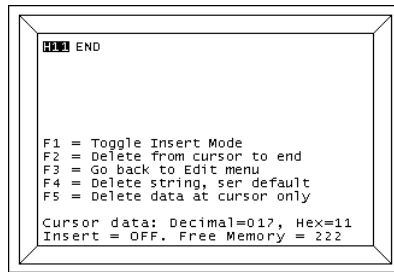 H11 END
F1 = Toggle Insert Mode
F2 = Delete from cursor to end
F3 = Go back to Edit menu
F4 = Delete string, ser default
F5 = Delete data at cursor only
Cursor data: Decimal=017, Hex=11
Insert = OFF. Free Memory = 222